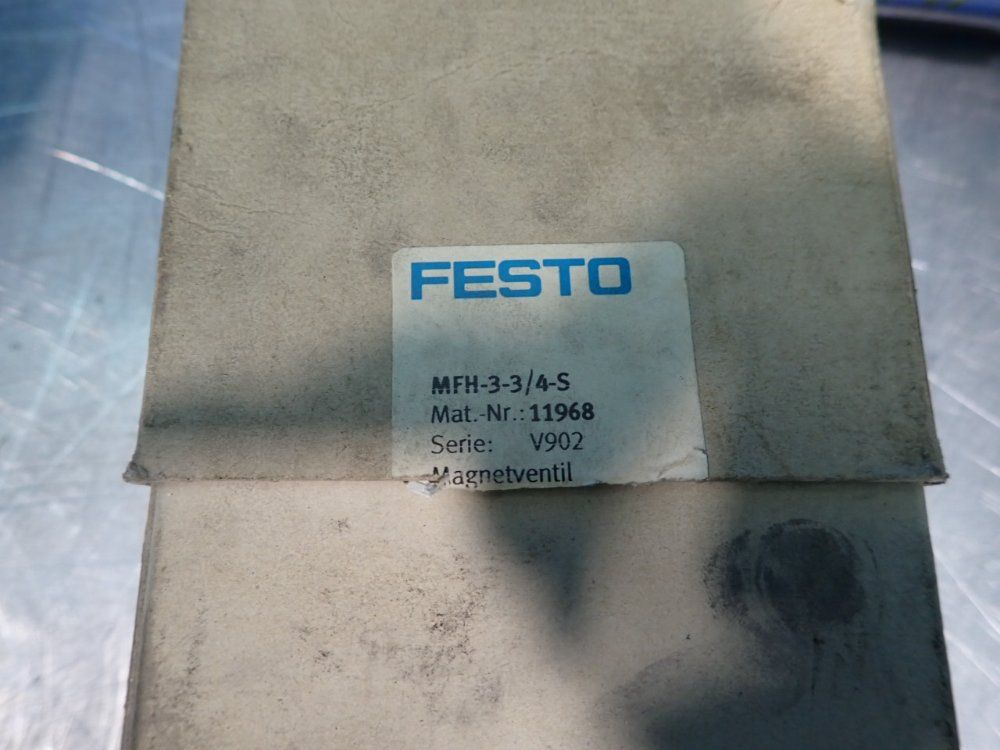 FESTO
MFH-3-3/4-S
Mat.-Nr.: 11968
Serie: V902
Magnetventil